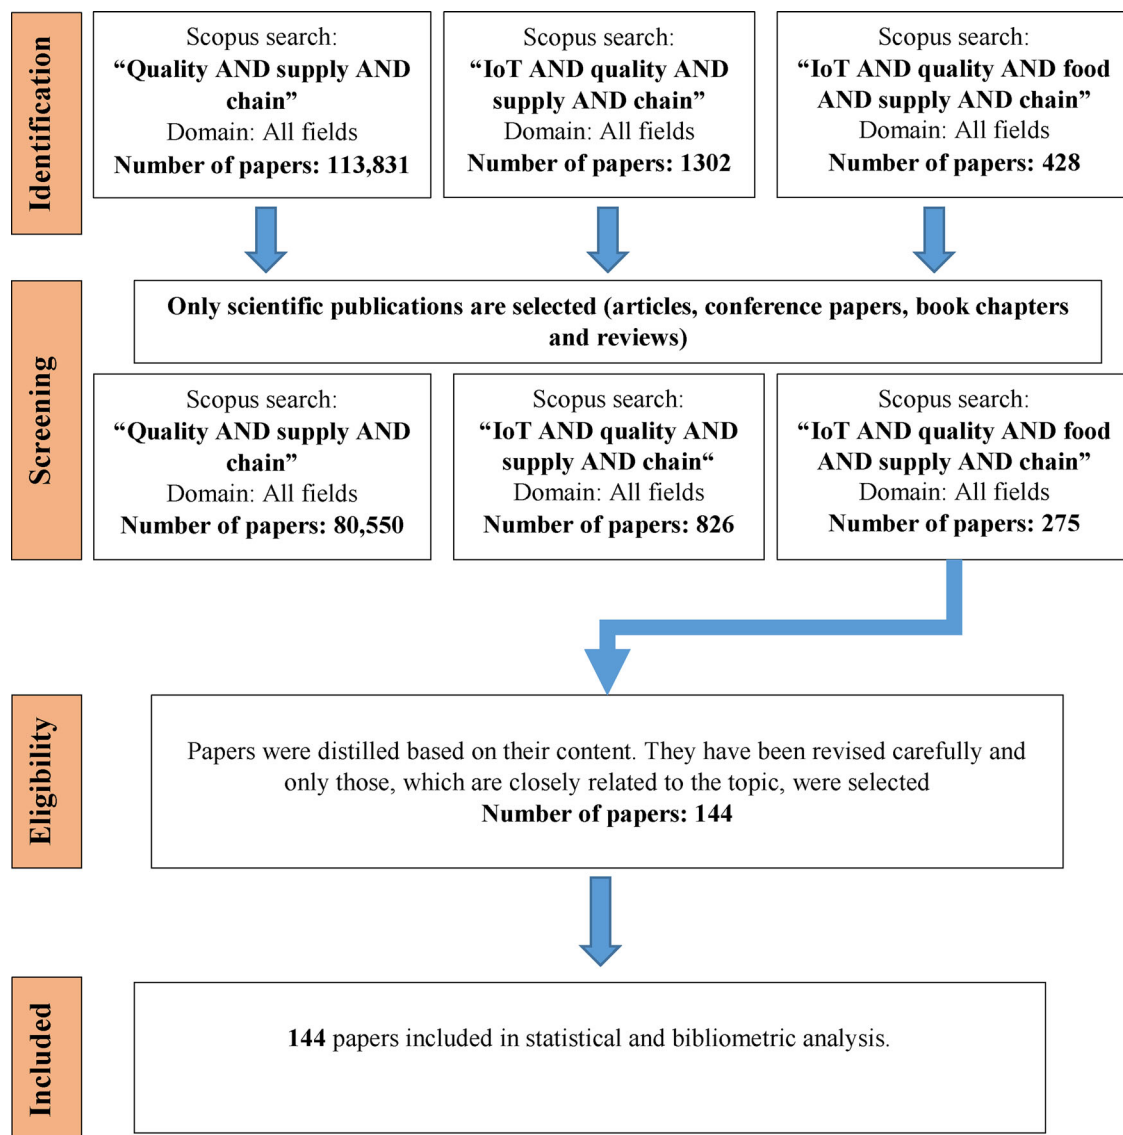 Identification
Scopus search:
“Quality AND supply AND
chain”
Domain: All fields
Number of papers: 113,831
Scopus search:
“IoT AND quality AND
supply AND chain”
Domain: All fields
Number of papers: 1302
Scopus search:
“IoT AND quality AND food
AND supply AND chain”
Domain: All fields
Number of papers: 428
Screening
Only scientific publications are selected (articles, conference papers, book chapters
and reviews)
Scopus search:
“Quality AND supply AND
chain”
Domain: All fields
Number of papers: 80,550
Scopus search:
“IoT AND quality AND
supply AND chain“
Domain: All fields
Number of papers: 826
Scopus search:
“IoT AND quality AND food
AND supply AND chain”
Domain: All fields
Number of papers: 275
Eligibility
Papers were distilled based on their content. They have been revised carefully and
only those, which are closely related to the topic, were selected
Number of papers: 144
Included
144 papers included in statistical and bibliometric analysis.